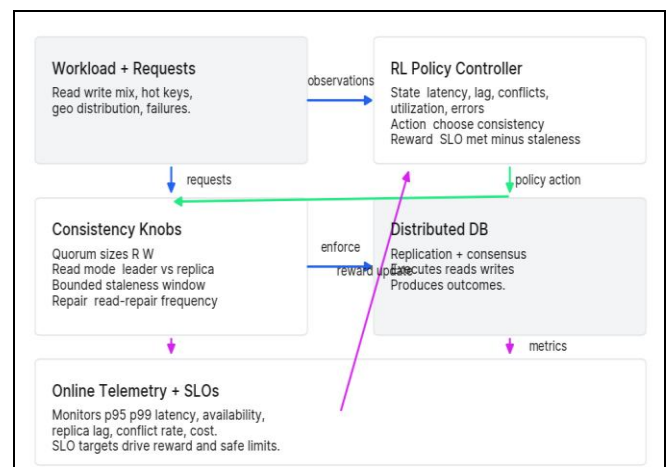 Workload + Requests
Read write mix, hot keys,
geo distribution, failures.
observations
RL Policy Controller
State latency, lag, conflicts,
utilization, errors
Action choose consistency
Reward SLO met minus staleness
requests
policy action
Consistency Knobs
Quorum sizes R W
Read mode leader vs replica
Bounded staleness window
Repair read-repair frequency
enforce
reward update
Distributed DB
Replication + consensus
Executes reads writes
Produces outcomes.
metrics
Online Telemetry + SLOs
Monitors p95 p99 latency, availability,
replica lag, conflict rate, cost.
SLO targets drive reward and safe limits.